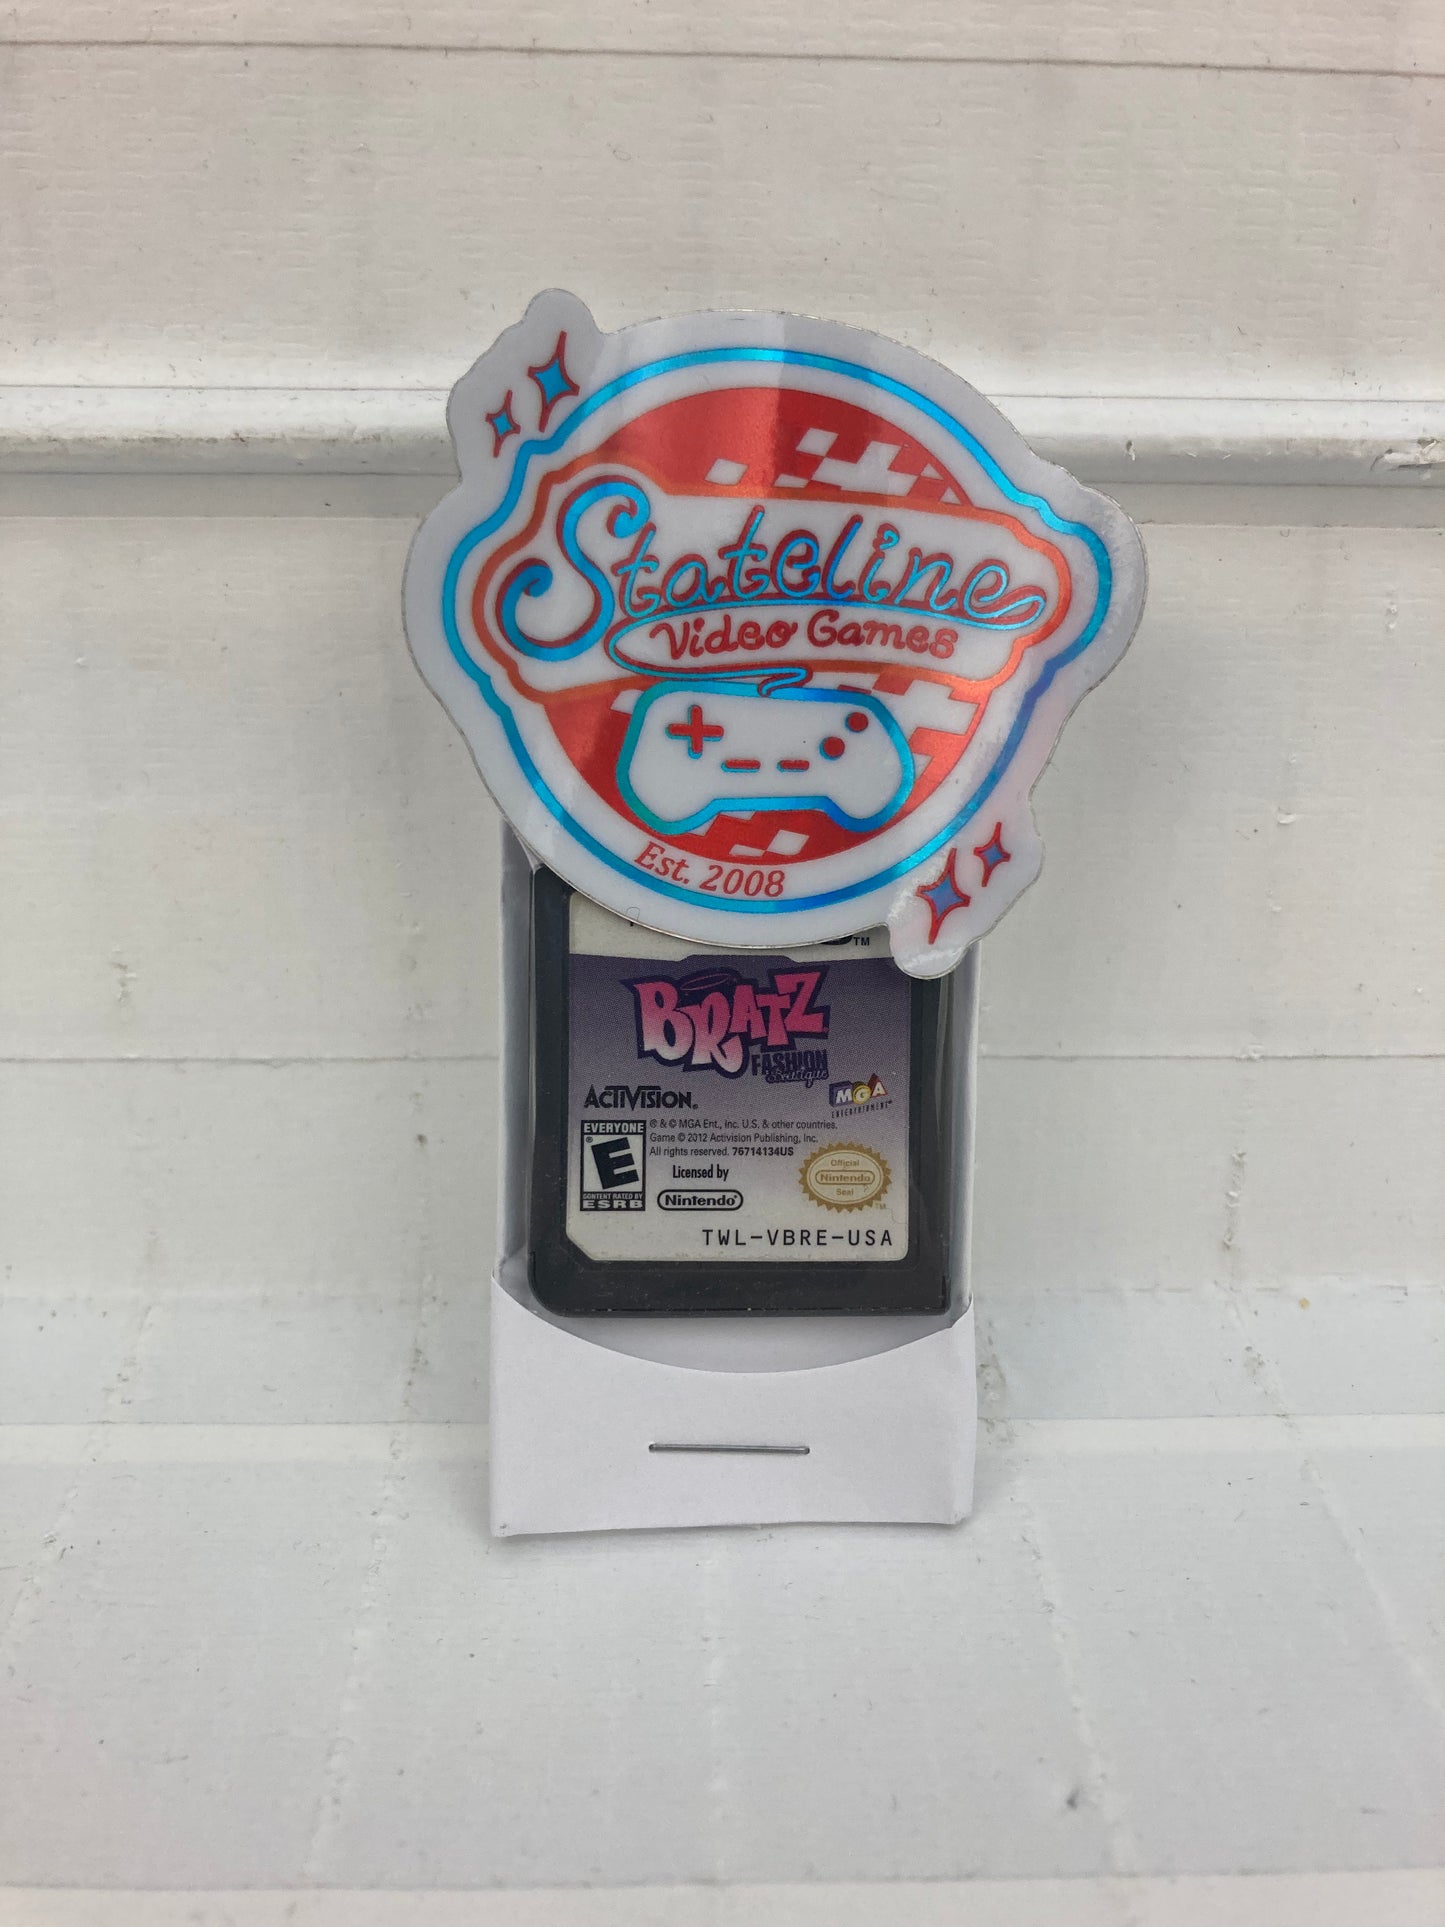 Stateline
Video Games
Est. 2008
TM
BRATZ
FASHION
Boutique
ACTIVISION®
MGA
ENTERTAINMENT
EVERYONE
E
CONTENT RATED BY
ESRB
® & © MGA Ent., Inc. U.S. & other countries.
Game © 2012 Activision Publishing, Inc.
All rights reserved. 76714134US
Licensed by
Nintendo®
Official
Nintendo
Seal
TM
TWL-VBRE-USA